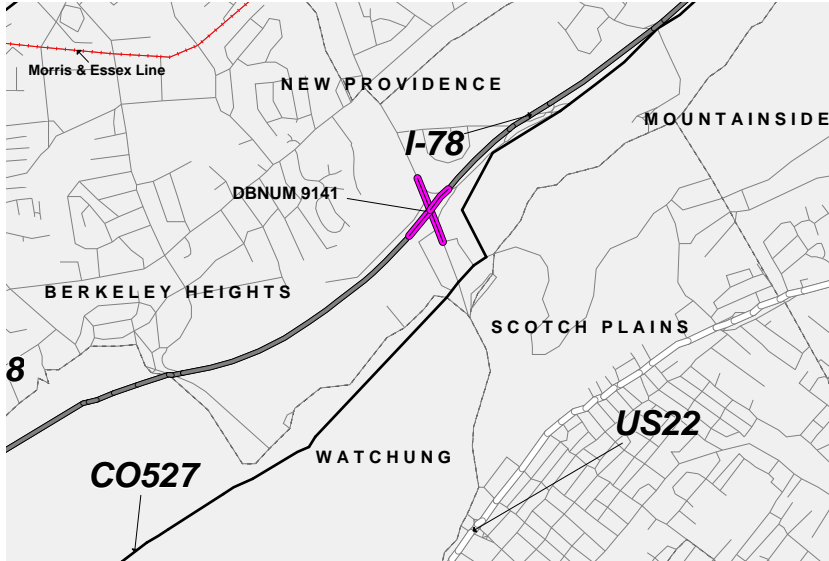 Morris & Essex Line
NEW PROVIDENCE
MOUNTAINSIDE
I-78
DBNUM 9141
BERKELEY HEIGHTS
SCOTCH PLAINS
8
US22
WATCHUNG
CO527